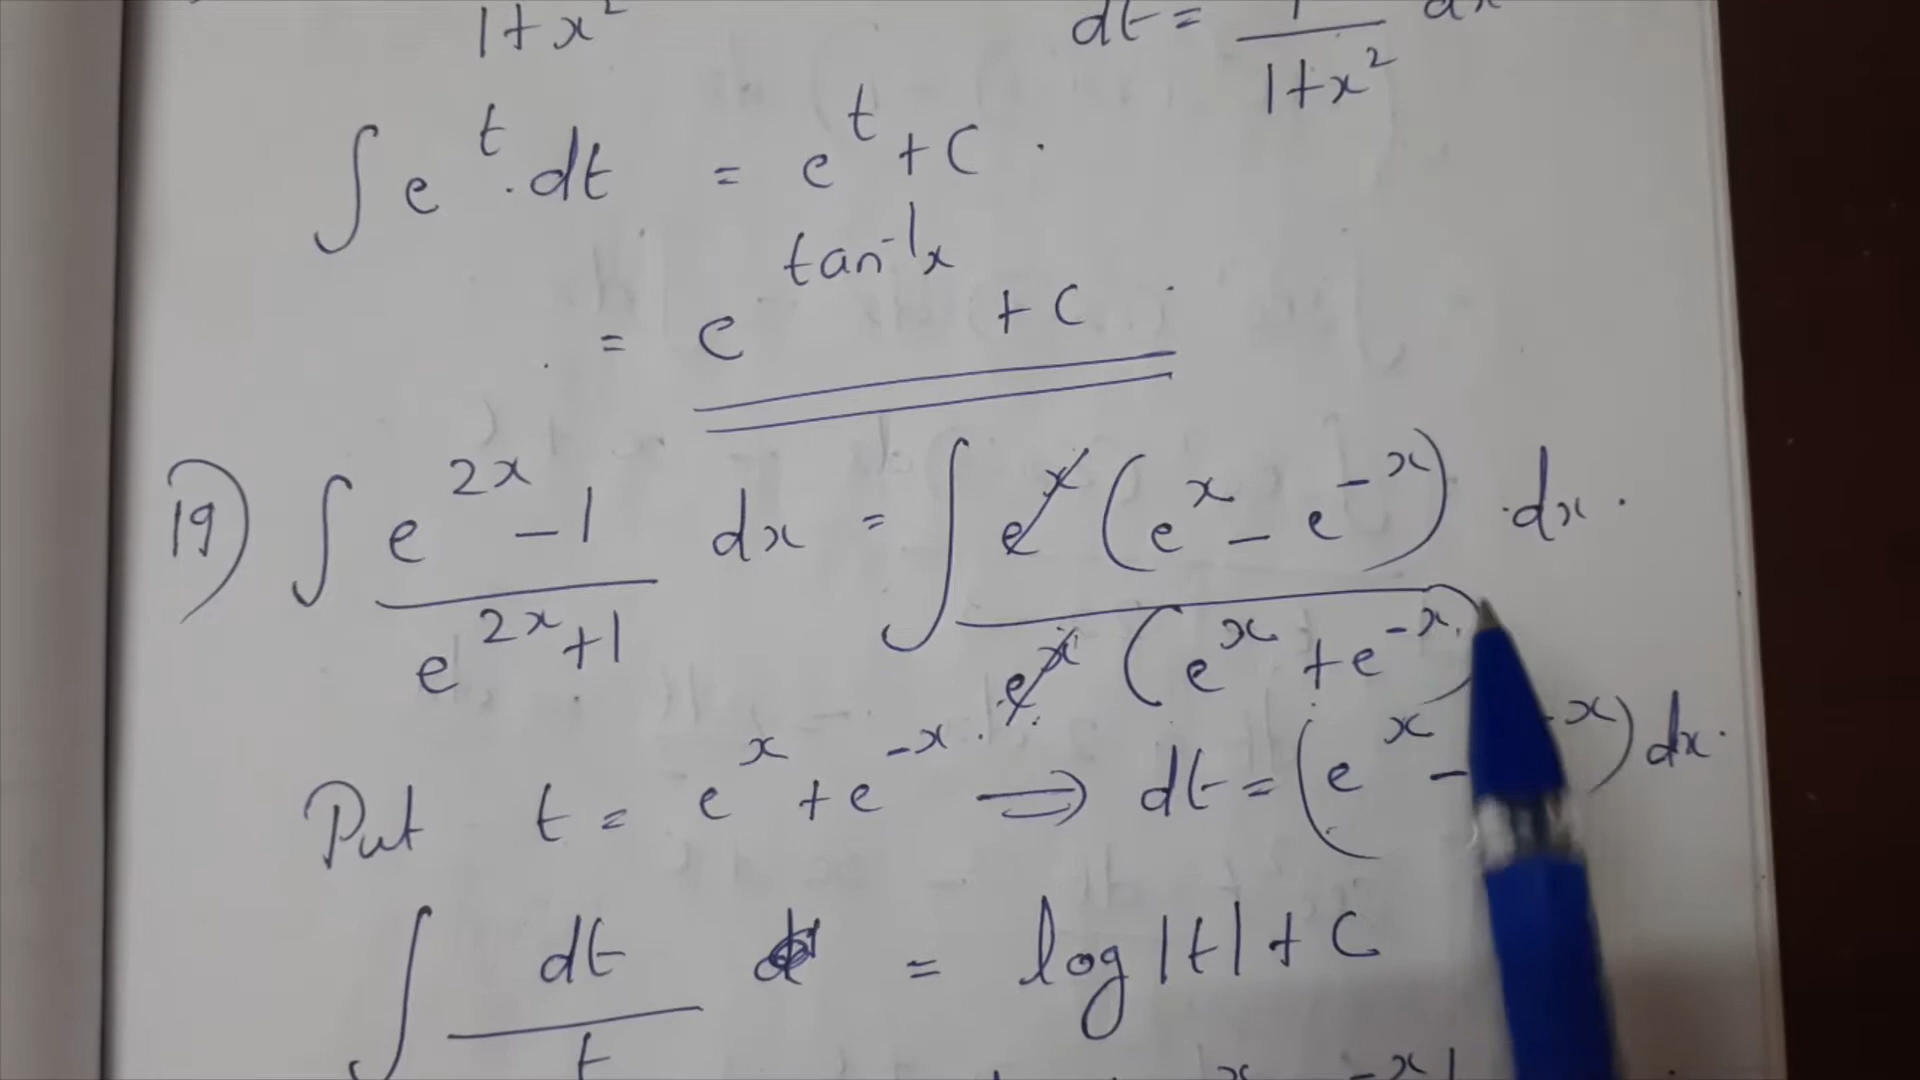 1+x² dt = 1/(1+x²) dx
∫ e^t . dt = e^t + C .
= e^(tan⁻¹x) + C
19) ∫ (e^(2x) - 1)/(e^(2x) + 1) dx = ∫ e^x (e^x - e^(-x))/(e^x (e^x + e^(-x))) . dx .
Put t = e^x + e^(-x) . ⟹ dt = (e^x - -x) dx .
∫ dt/t = log |t| + C
x -x|